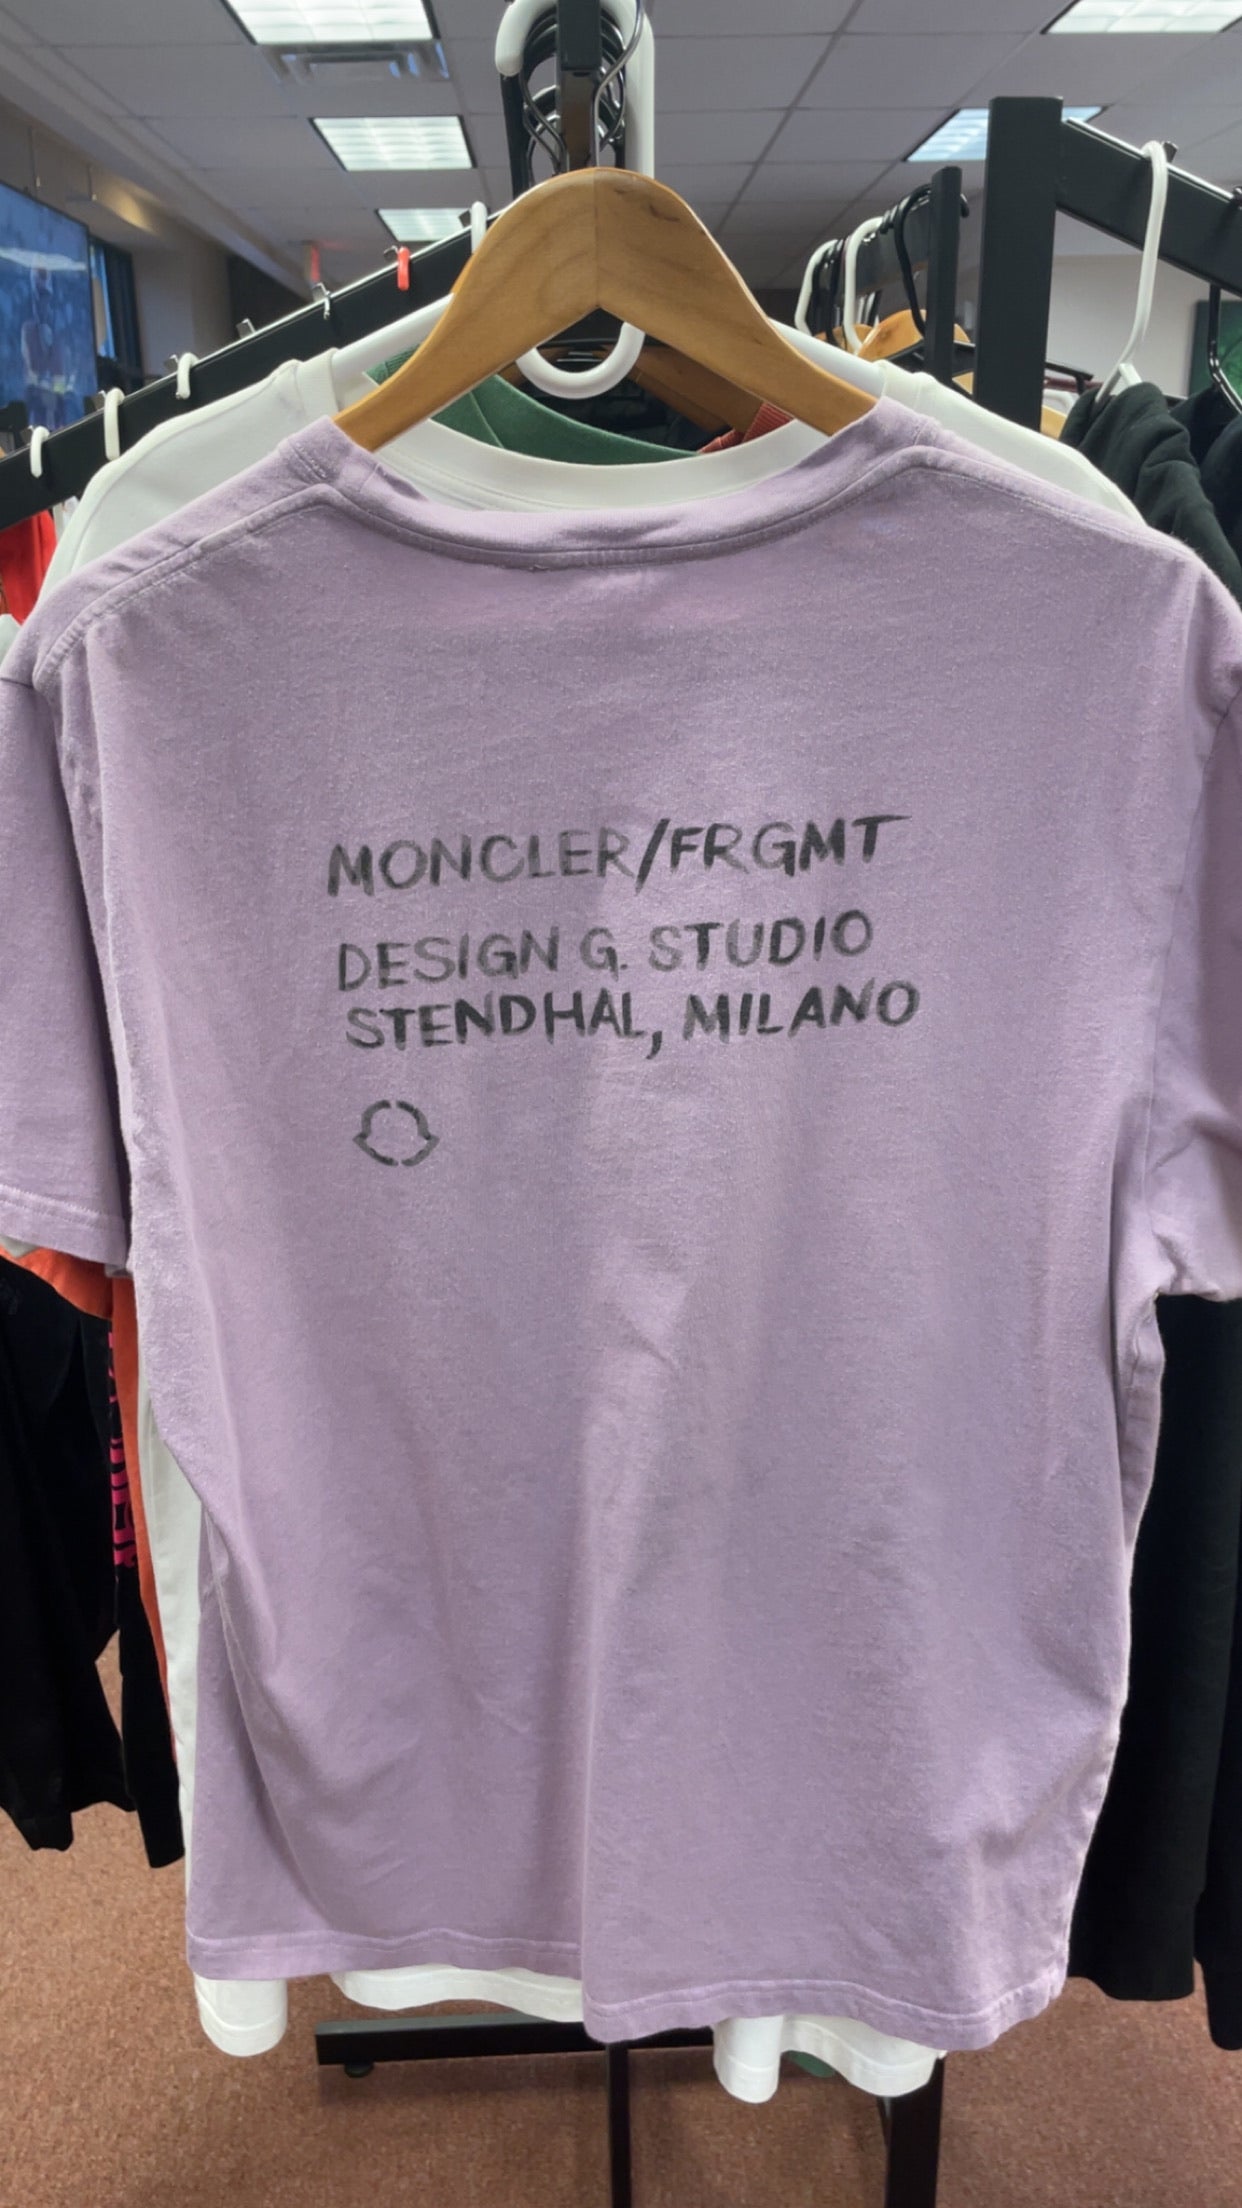 MONCLER/FRGMT
DESIGN G. STUDIO
STENDHAL, MILANO